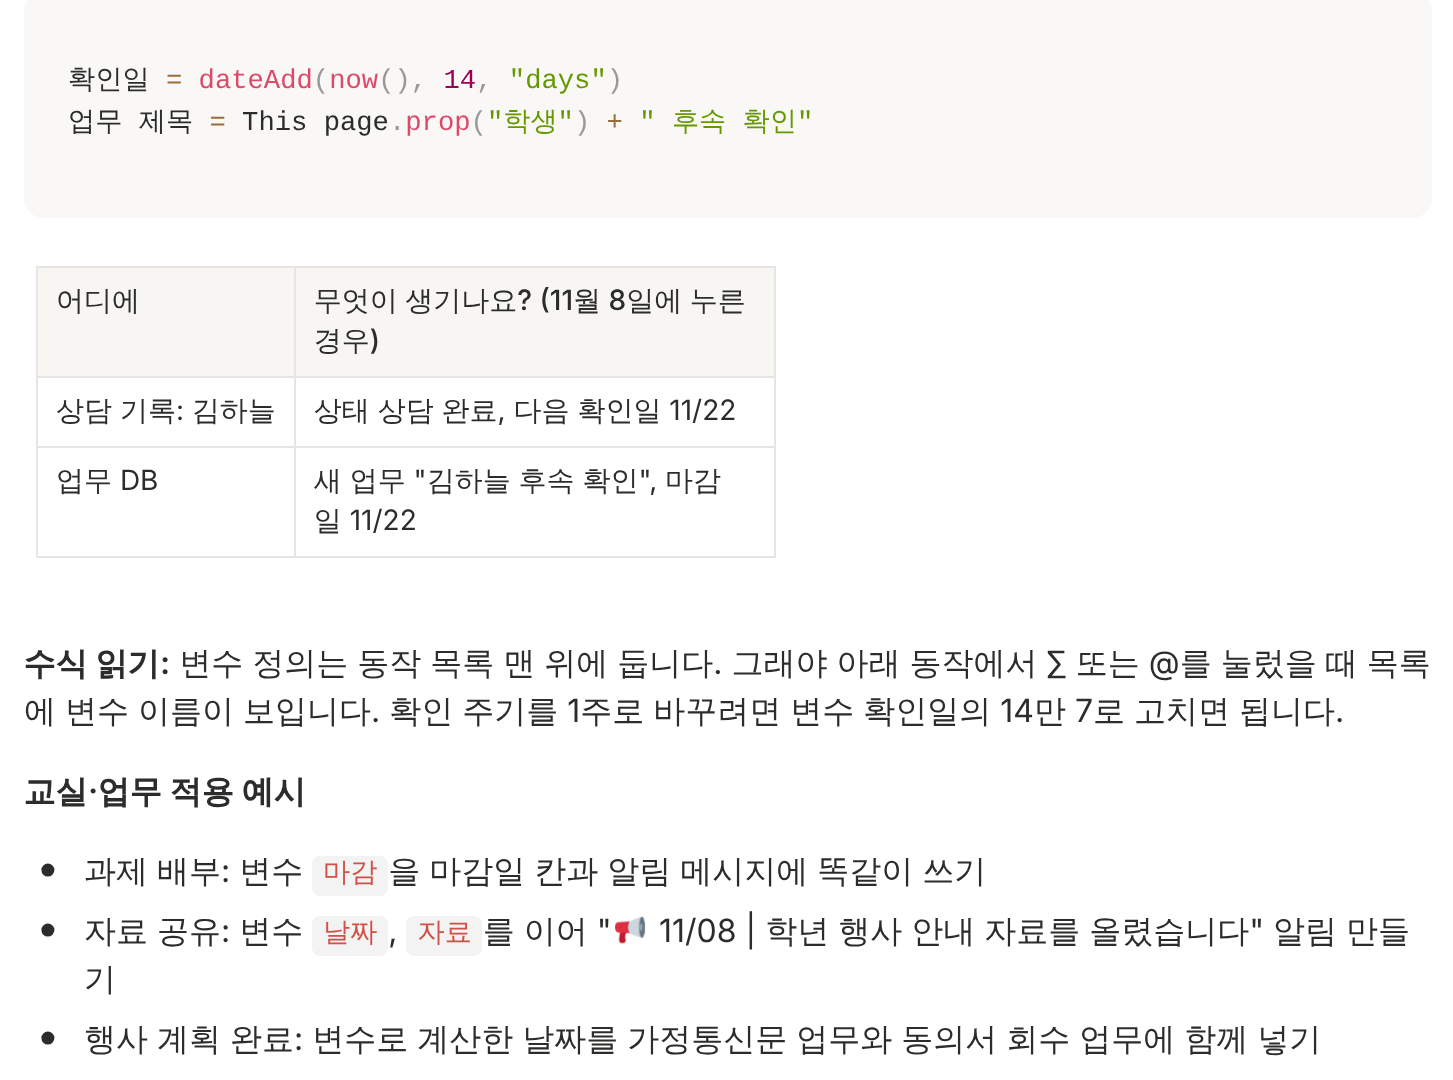 확인일 = dateAdd(now(), 14, "days")
업무 제목 = This page.prop("학생") + " 후속 확인"
어디에
무엇이 생기나요? (11월 8일에 누른
경우)
상담 기록: 김하늘
상태 상담 완료, 다음 확인일 11/22
업무 DB
새 업무 "김하늘 후속 확인", 마감
일 11/22
수식 읽기: 변수 정의는 동작 목록 맨 위에 둡니다. 그래야 아래 동작에서 ∑ 또는 @를 눌렀을 때 목록
에 변수 이름이 보입니다. 확인 주기를 1주로 바꾸려면 변수 확인일의 14만 7로 고치면 됩니다.
교실·업무 적용 예시
• 과제 배부: 변수 마감을 마감일 칸과 알림 메시지에 똑같이 쓰기
• 자료 공유: 변수 날짜, 자료를 이어 "📢 11/08 | 학년 행사 안내 자료를 올렸습니다" 알림 만들
기
• 행사 계획 완료: 변수로 계산한 날짜를 가정통신문 업무와 동의서 회수 업무에 함께 넣기